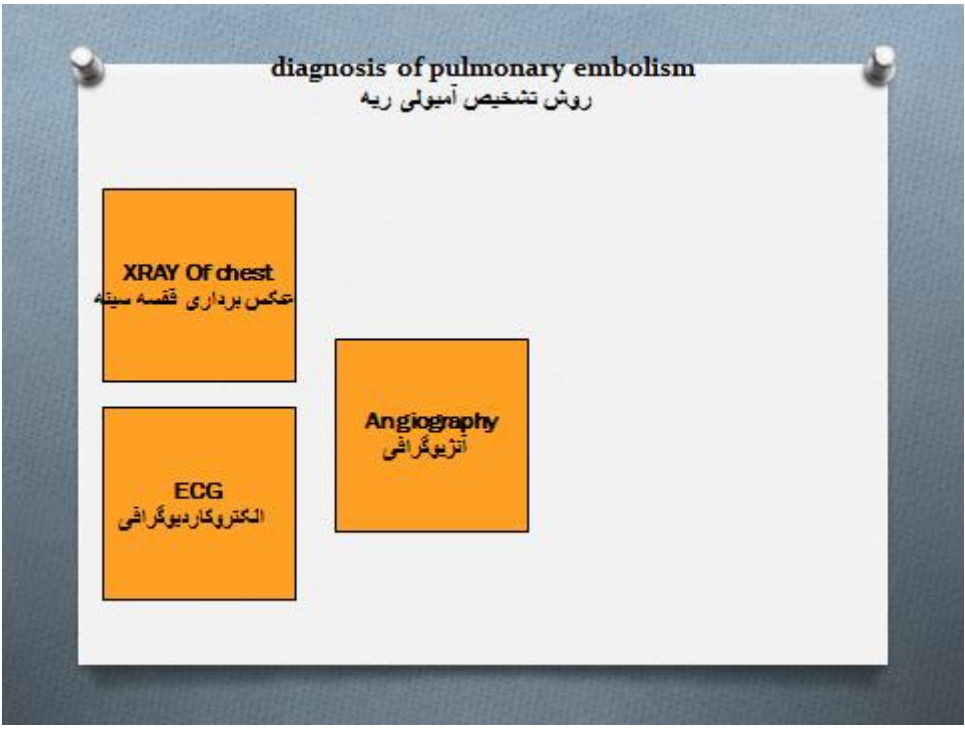 diagnosis of pulmonary embolism
روش تشخیص آمبولی ریه
XRAY Of chest
عکس برداری قفسه سینه
ECG
الکتروکاردیوگرافی
Angiography
آنژیوگرافی